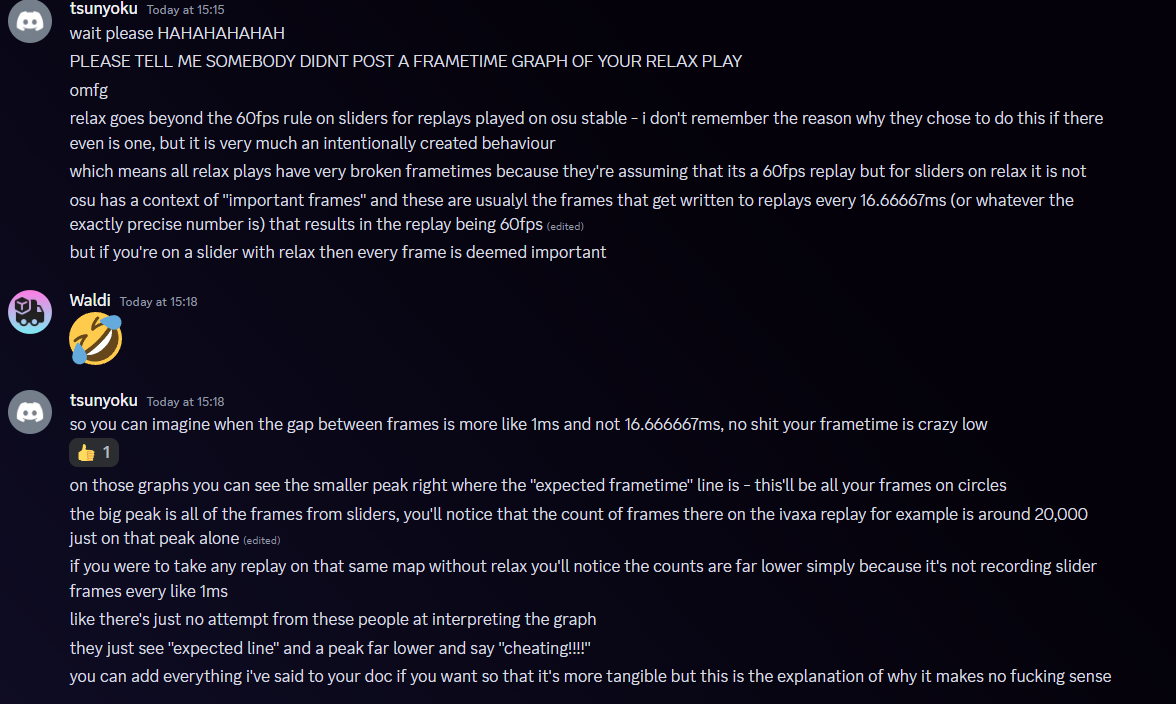 tsunyoku Today at 15:15
wait please HAHAHAHAHAH
PLEASE TELL ME SOMEBODY DIDNT POST A FRAMETIME GRAPH OF YOUR RELAX PLAY
omfg
relax goes beyond the 60fps rule on sliders for replays played on osu stable - i don't remember the reason why they chose to do this if there
even is one, but it is very much an intentionally created behaviour
which means all relax plays have very broken frametimes because they're assuming that its a 60fps replay but for sliders on relax it is not
osu has a context of "important frames" and these are usualyl the frames that get written to replays every 16.66667ms (or whatever the
exactly precise number is) that results in the replay being 60fps (edited)
but if you're on a slider with relax then every frame is deemed important
Waldi Today at 15:18
tsunyoku Today at 15:18
so you can imagine when the gap between frames is more like 1ms and not 16.666667ms, no shit your frametime is crazy low
1
on those graphs you can see the smaller peak right where the "expected frametime" line is - this'll be all your frames on circles
the big peak is all of the frames from sliders, you'll notice that the count of frames there on the ivaxa replay for example is around 20,000
just on that peak alone (edited)
if you were to take any replay on that same map without relax you'll notice the counts are far lower simply because it's not recording slider
frames every like 1ms
like there's just no attempt from these people at interpreting the graph
they just see "expected line" and a peak far lower and say "cheating!!!!"
you can add everything i've said to your doc if you want so that it's more tangible but this is the explanation of why it makes no fucking sense